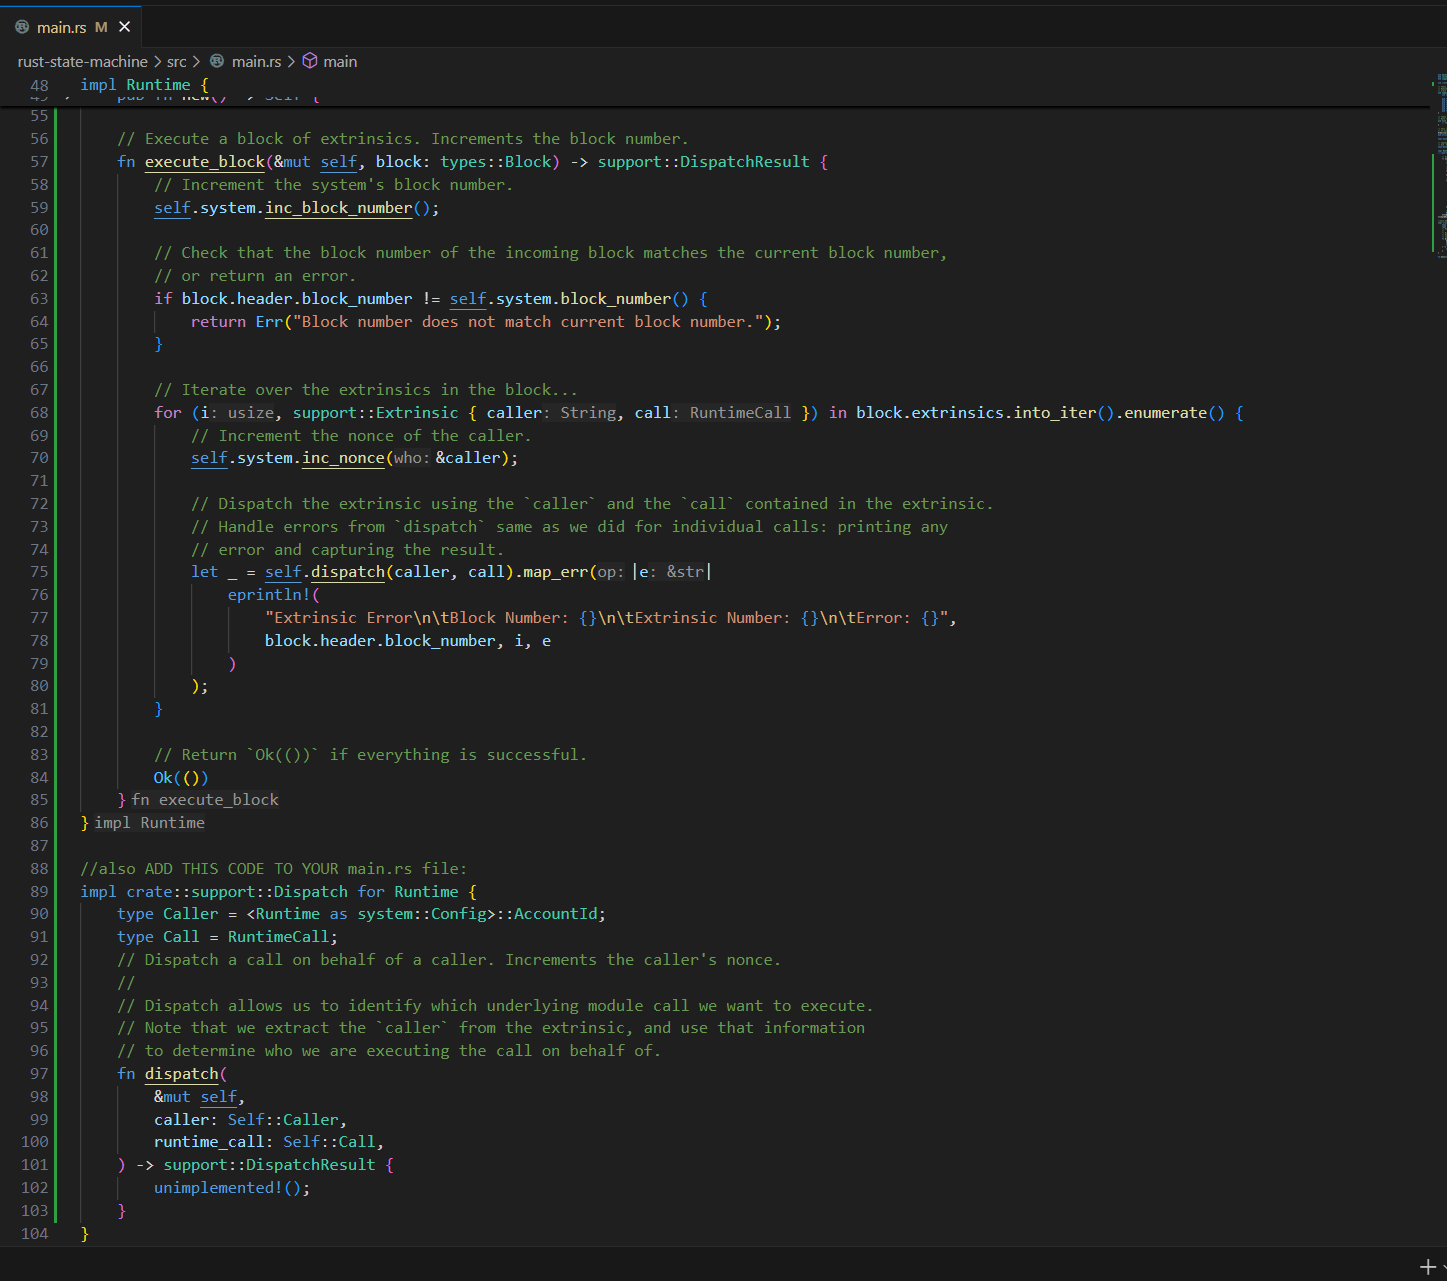 main.rs M
rust-state-machine > src > main.rs > main
48 impl Runtime {
49 pub fn new() -> Self {
55
56 // Execute a block of extrinsics. Increments the block number.
57 fn execute_block(&mut self, block: types::Block) -> support::DispatchResult {
58 // Increment the system's block number.
59 self.system.inc_block_number();
60
61 // Check that the block number of the incoming block matches the current block number,
62 // or return an error.
63 if block.header.block_number != self.system.block_number() {
64 return Err("Block number does not match current block number.");
65 }
66
67 // Iterate over the extrinsics in the block...
68 for (i: usize, support::Extrinsic { caller: String, call: RuntimeCall }) in block.extrinsics.into_iter().enumerate() {
69 // Increment the nonce of the caller.
70 self.system.inc_nonce(who: &caller);
71
72 // Dispatch the extrinsic using the `caller` and the `call` contained in the extrinsic.
73 // Handle errors from `dispatch` same as we did for individual calls: printing any
74 // error and capturing the result.
75 let _ = self.dispatch(caller, call).map_err(op: |e: &str|
76 eprintln!(
77 "Extrinsic Error\n\tBlock Number: {}\n\tExtrinsic Number: {}\n\tError: {}",
78 block.header.block_number, i, e
79 )
80 );
81 }
82
83 // Return `Ok(())` if everything is successful.
84 Ok(())
85 } fn execute_block
86 } impl Runtime
87
88 //also ADD THIS CODE TO YOUR main.rs file:
89 impl crate::support::Dispatch for Runtime {
90 type Caller = <Runtime as system::Config>::AccountId;
91 type Call = RuntimeCall;
92 // Dispatch a call on behalf of a caller. Increments the caller's nonce.
93 //
94 // Dispatch allows us to identify which underlying module call we want to execute.
95 // Note that we extract the `caller` from the extrinsic, and use that information
96 // to determine who we are executing the call on behalf of.
97 fn dispatch(
98 &mut self,
99 caller: Self::Caller,
100 runtime_call: Self::Call,
101 ) -> support::DispatchResult {
102 unimplemented!();
103 }
104 }